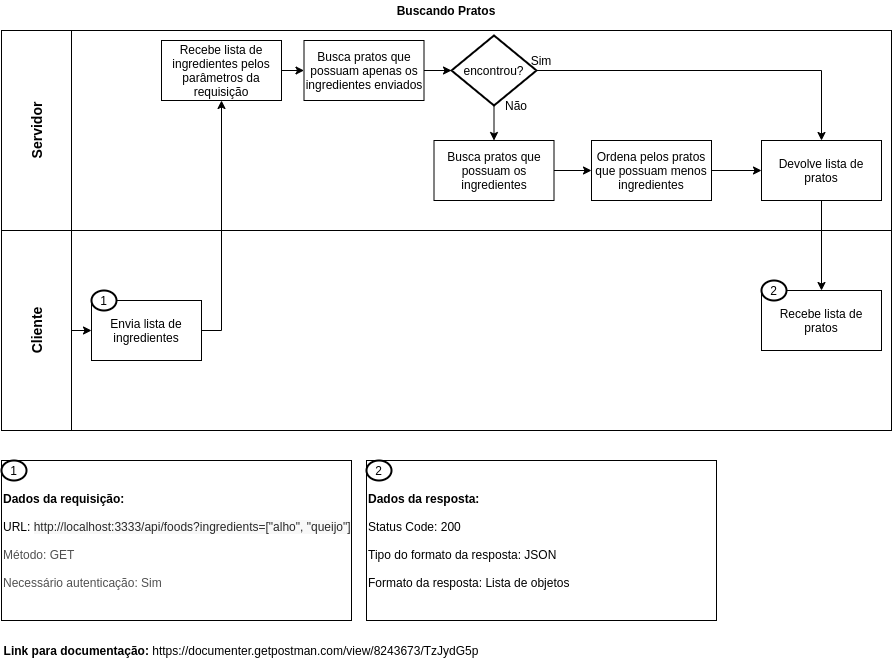 Buscando Pratos
Servidor
Recebe lista de
ingredientes pelos
parâmetros da
requisição
Busca pratos que
possuam apenas os
ingredientes enviados
encontrou?
Sim
Não
Busca pratos que
possuam os
ingredientes
Ordena pelos pratos
que possuam menos
ingredientes
Devolve lista de
pratos
Cliente
1
Envia lista de
ingredientes
2
Recebe lista de
pratos
1
Dados da requisição:
URL: http://localhost:3333/api/foods?ingredients=["alho", "queijo"]
Método: GET
Necessário autenticação: Sim
2
Dados da resposta:
Status Code: 200
Tipo do formato da resposta: JSON
Formato da resposta: Lista de objetos
Link para documentação: https://documenter.getpostman.com/view/8243673/TzJydG5p